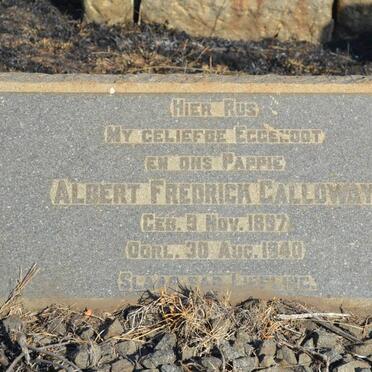 HIER RUS
MY GELIEFDE EGGENOOT
EN ONS PAPPIE
ALBERT FREDRICK CALLOWAY
GEB. 9 NOV. 1897
OORL. 30 AUG. 1940